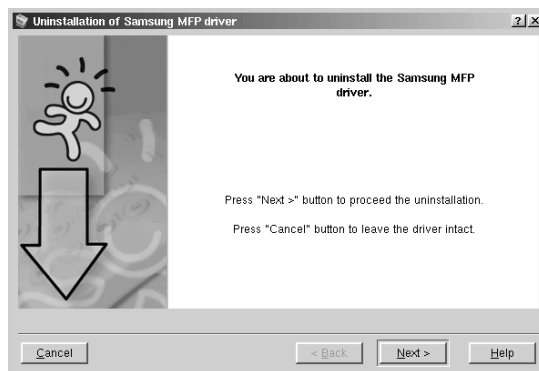 Uninstallation of Samsung MFP driver
You are about to uninstall the Samsung MFP
driver.
Press "Next >" button to proceed the uninstallation.
Press "Cancel" button to leave the driver intact.
Cancel
< Back
Next >
Help